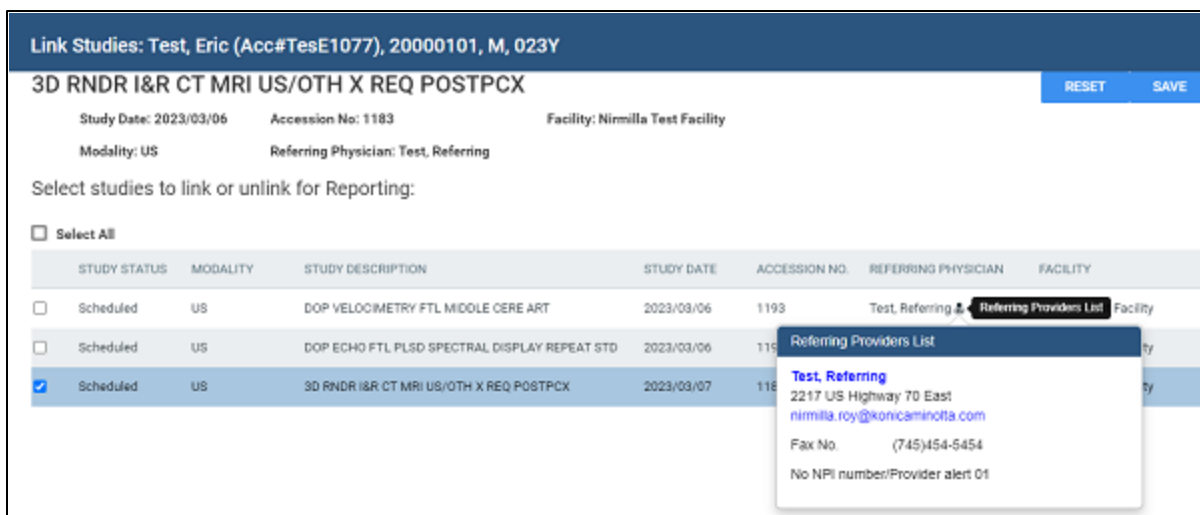 Link Studies: Test, Eric (Acc#TesE1077), 20000101, M, 023Y
3D RNDR I&R CT MRI US/OTH X REQ POSTPCX
RESET SAVE
Study Date: 2023/03/06 Accession No: 1183 Facility: Nirmilla Test Facility
Modality: US Referring Physician: Test, Referring
Select studies to link or unlink for Reporting:
Select All
STUDY STATUS MODALITY STUDY DESCRIPTION STUDY DATE ACCESSION NO. REFERRING PHYSICIAN FACILITY
Scheduled US DOP VELOCIMETRY FTL MIDDLE CERE ART 2023/03/06 1193 Test, Referring Referring Providers List Facility
Scheduled US DOP ECHO FTL PLSD SPECTRAL DISPLAY REPEAT STD 2023/03/06 119 ty
Scheduled US 3D RNDR I&R CT MRI US/OTH X REQ POSTPCX 2023/03/07 118 ty
Referring Providers List
Test, Referring
2217 US Highway 70 East
nirmilla.roy@konicaminolta.com
Fax No. (745)454-5454
No NPI number/Provider alert 01